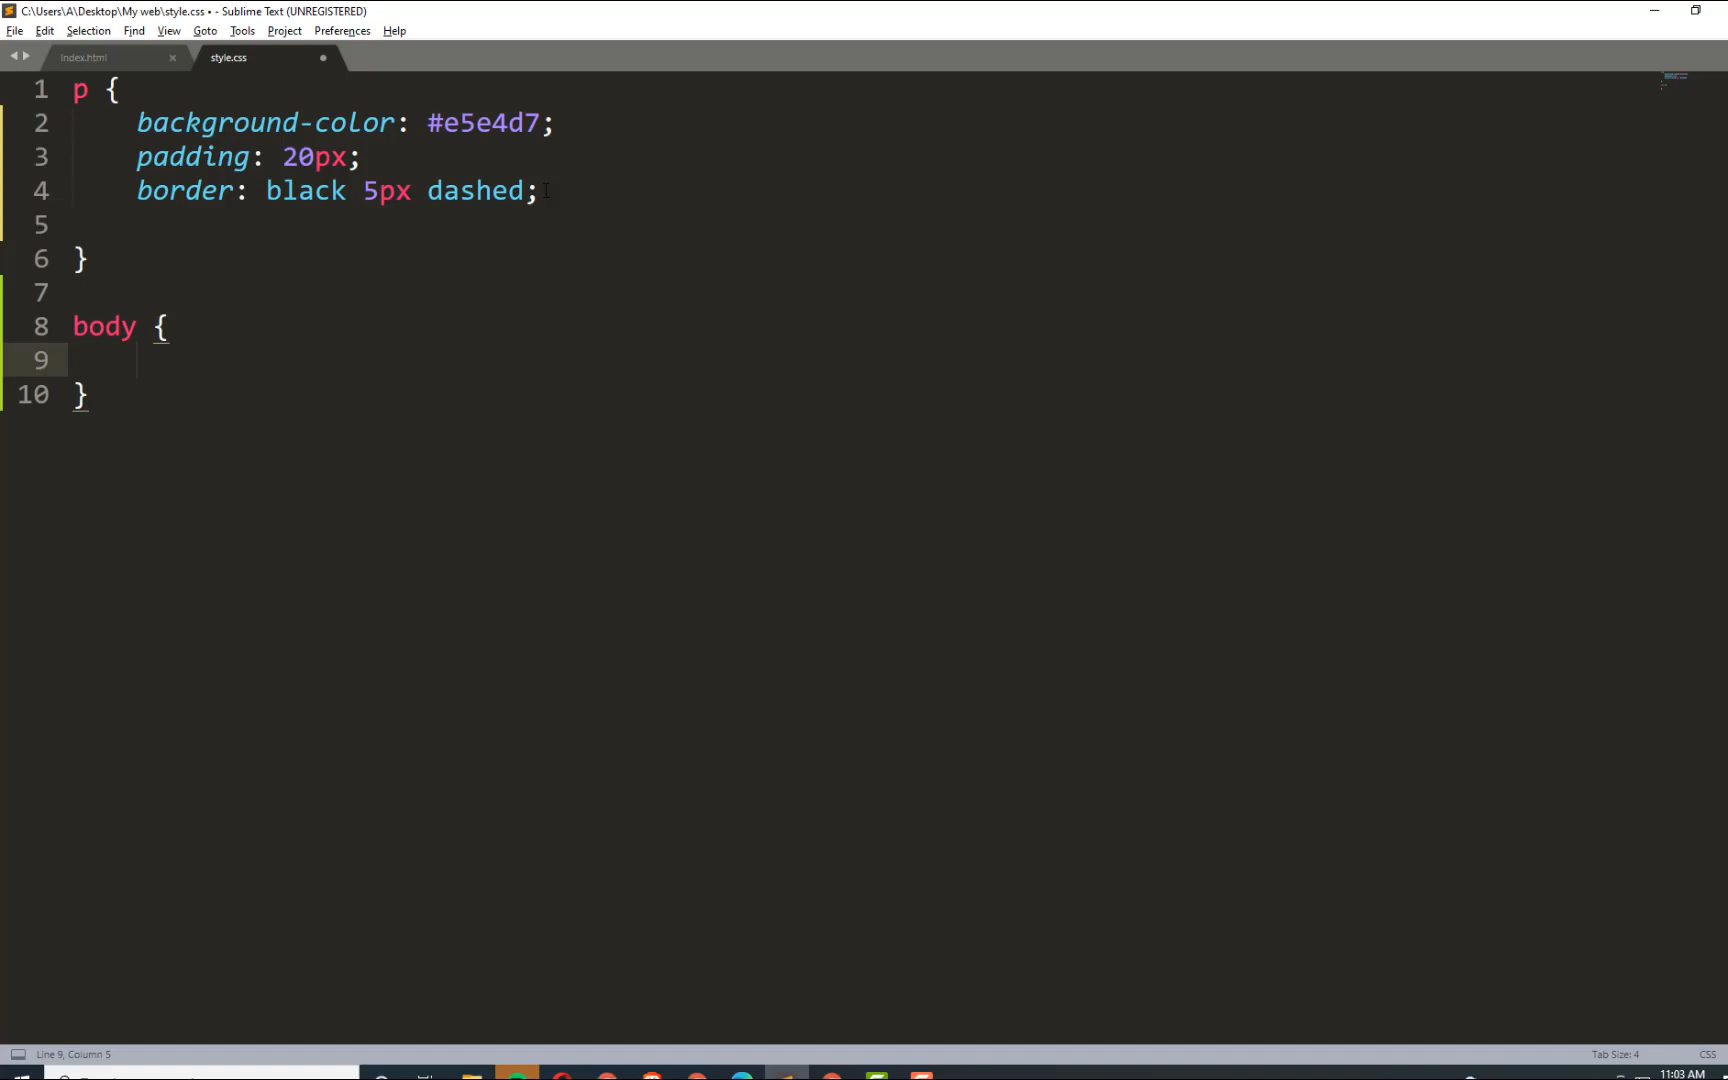 C:\Users\A\Desktop\My web\style.css • - Sublime Text (UNREGISTERED)
File Edit Selection Find View Goto Tools Project Preferences Help
index.html × style.css
1 p {
2 background-color: #e5e4d7;
3 padding: 20px;
4 border: black 5px dashed;
5
6 }
7
8 body {
9
10 }
Line 9, Column 5 Tab Size: 4 CSS
11:03 AM